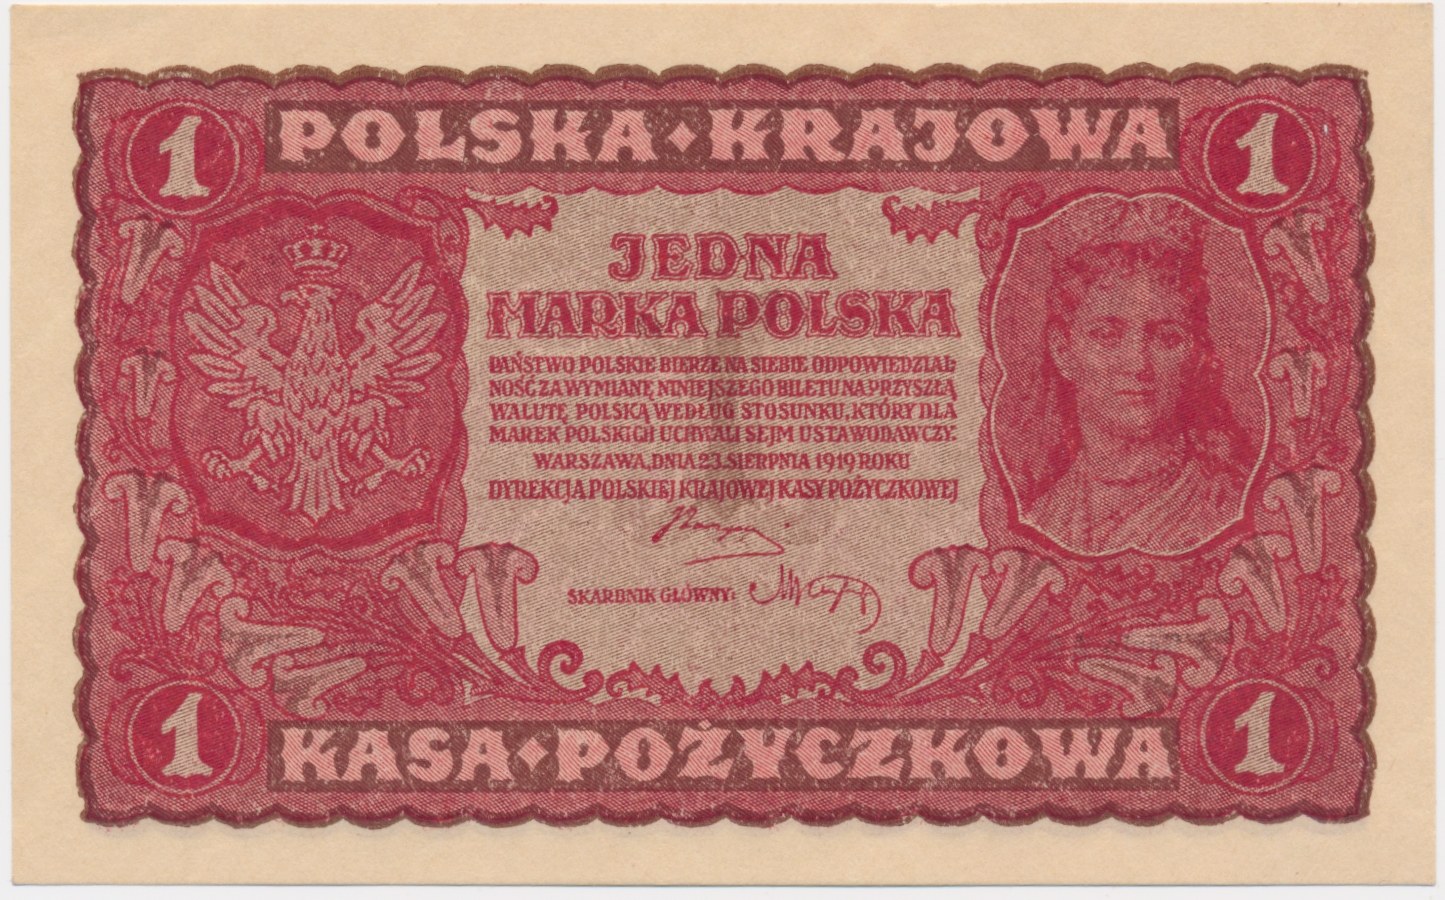 1 POLSKA • KRAJOWA 1
JEDNA
MARKA POLSKA
PAŃSTWO POLSKIE BIERZE NA SIEBIE ODPOWIEDZIAL-
NOŚĆ ZA WYMIANĘ NINIEJSZEGO BILETU NA PRZYSZŁĄ
WALUTĘ POLSKĄ WEDŁUG STOSUNKU, KTÓRY DLA
MAREK POLSKICH UCHWALI SEJM USTAWODAWCZY.
WARSZAWA, DNIA 23. SIERPNIA 1919 ROKU
DYREKCJA POLSKIEJ KRAJOWEJ KASY POŻYCZKOWEJ
SKARBNIK GŁÓWNY:
1 KASA • POŻYCZKOWA 1